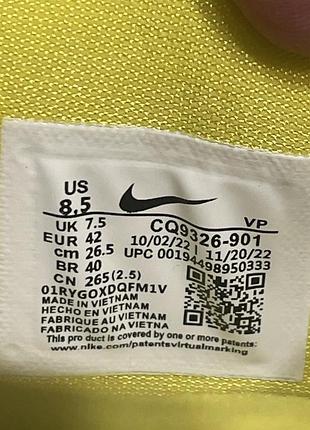 US
8.5
VP
UK 7.5
CQ9326-901
EUR 42
10/02/22 11/20/22
cm 26.5
UPC 00194498950333
BR 40
CN 265(2.5)
01RYGOXDQFM1V
MADE IN VIETNAM
HECHO EN VIETNAM
FABRIQUE AU VIETNAM
FABRICADO NA VIETNAM
This product is covered by one or more patents:
www.nike.com/patentsvirtualmarking